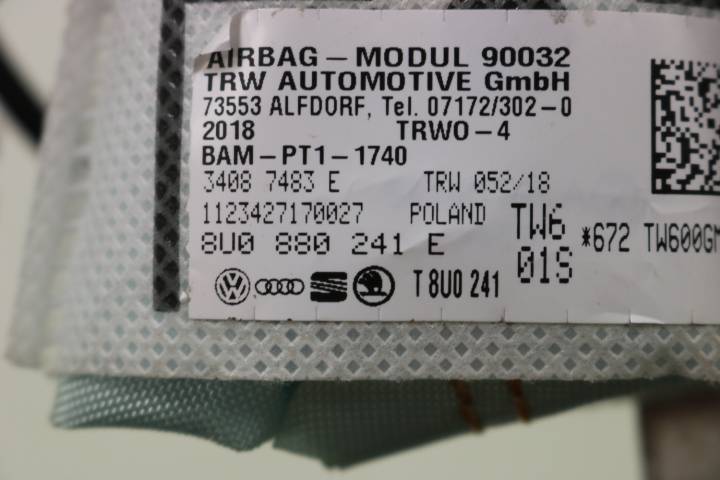 AIRBAG – MODUL 90032
TRW AUTOMOTIVE GmbH
73553 ALFDORF, Tel. 07172/302–0
2018 TRWO–4
BAM–PT1–1740
3408 7483 E TRW 052/18
1123427170027 POLAND
8U0 880 241 E
TW6
01S
*672 TW600GM
T 8U0 241